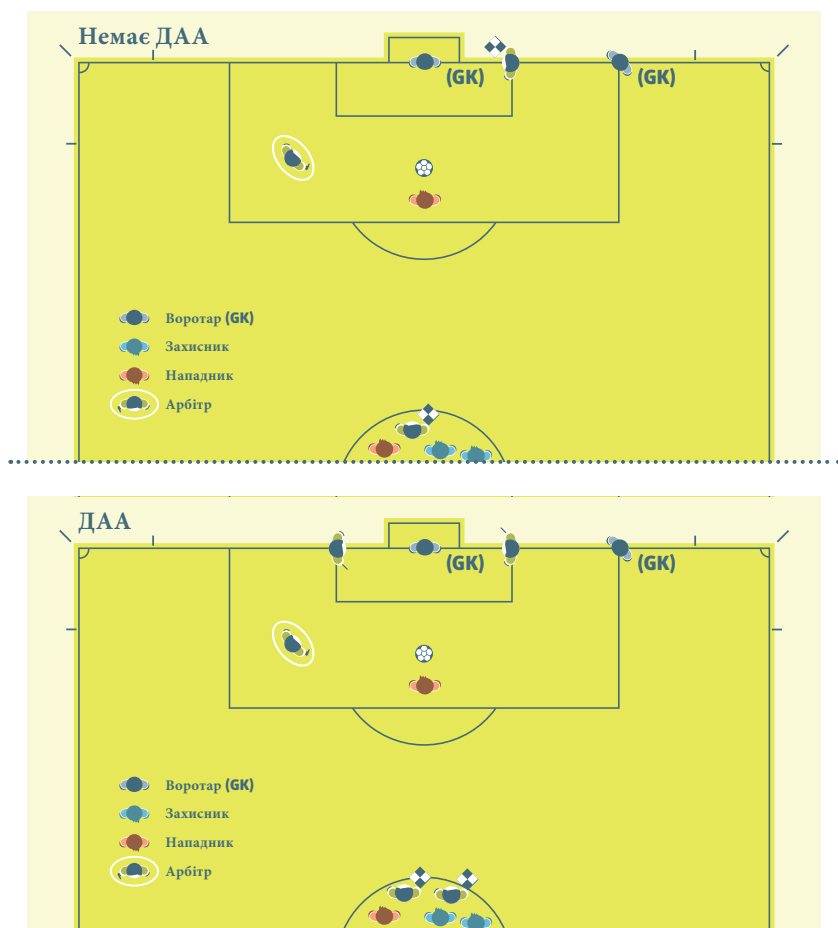 Немає ДАА
(GK)
(GK)
Воротар (GK)
Захисник
Нападник
Арбітр
ДАА
(GK)
(GK)
Воротар (GK)
Захисник
Нападник
Арбітр